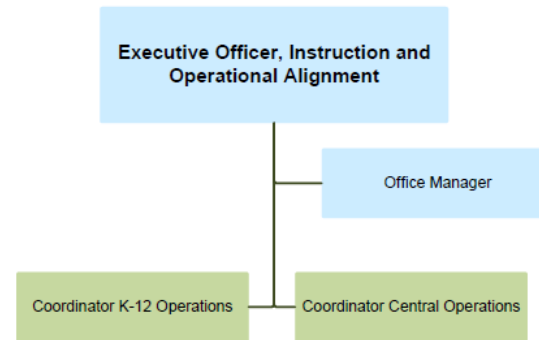 Executive Officer, Instruction and
Operational Alignment
Office Manager
Coordinator K-12 Operations
Coordinator Central Operations